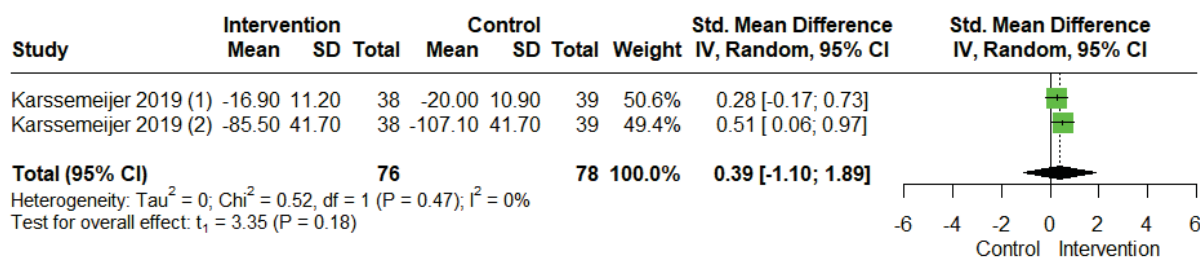 Intervention Control Std. Mean Difference Std. Mean Difference
Study Mean SD Total Mean SD Total Weight IV, Random, 95% CI IV, Random, 95% CI
Karssemeijer 2019 (1) -16.90 11.20 38 -20.00 10.90 39 50.6% 0.28 [-0.17; 0.73]
Karssemeijer 2019 (2) -85.50 41.70 38 -107.10 41.70 39 49.4% 0.51 [ 0.06; 0.97]
Total (95% CI) 76 78 100.0% 0.39 [-1.10; 1.89]
Heterogeneity: Tau² = 0; Chi² = 0.52, df = 1 (P = 0.47); I² = 0%
Test for overall effect: t₁ = 3.35 (P = 0.18)
-6 -4 -2 0 2 4 6
Control Intervention